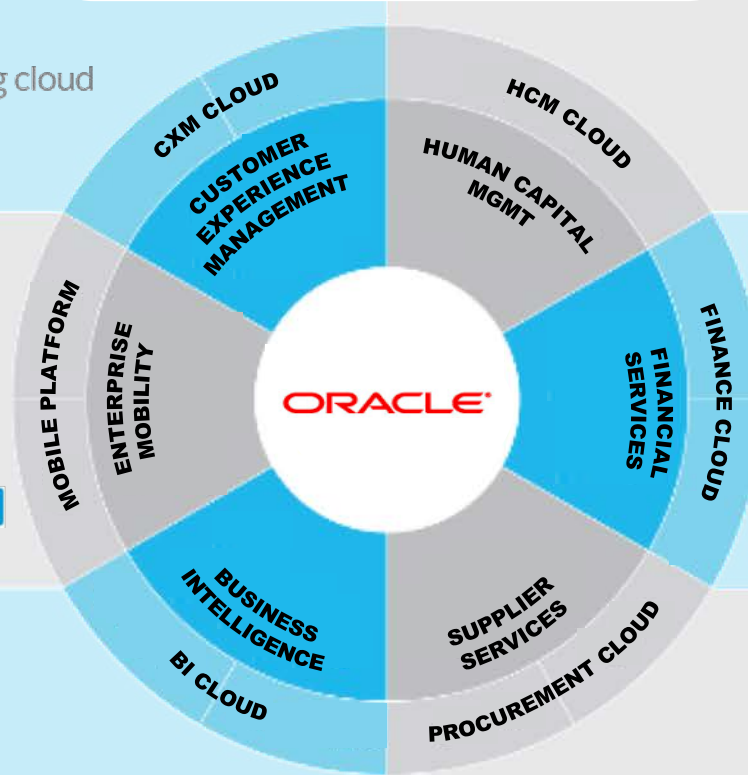 g cloud
CXM CLOUD
CUSTOMER
EXPERIENCE
MANAGEMENT
HCM CLOUD
HUMAN CAPITAL
MGMT
MOBILE PLATFORM
ENTERPRISE
MOBILITY
ORACLE
FINANCIAL
SERVICES
FINANCE CLOUD
BUSINESS
INTELLIGENCE
BI CLOUD
SUPPLIER
SERVICES
PROCUREMENT CLOUD